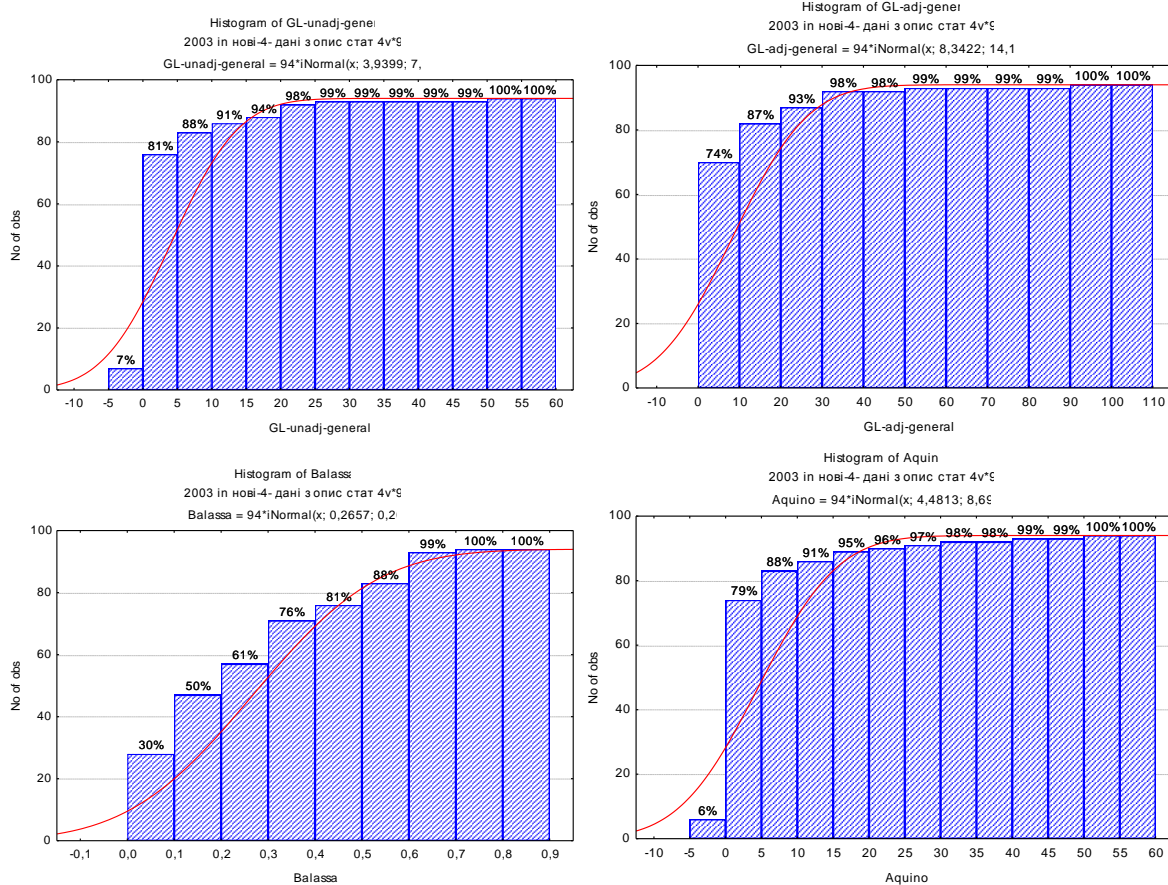 Histogram of GL-unadj-gener
2003 in нові-4- дані з опис стат 4v*9
GL-unadj-general = 94*iNormal(x; 3,9399; 7,
No of obs
100
80
60
40
20
0
7% 81% 88% 91% 94% 98% 99% 99% 99% 99% 99% 100% 100%
-10 -5 0 5 10 15 20 25 30 35 40 45 50 55 60
GL-unadj-general
Histogram of GL-adj-gener
2003 in нові-4- дані з опис стат 4v*9
GL-adj-general = 94*iNormal(x; 8,3422; 14,1
No of obs
100
80
60
40
20
0
74% 87% 93% 98% 98% 99% 99% 99% 99% 100% 100%
-10 0 10 20 30 40 50 60 70 80 90 100 110
GL-adj-general
Histogram of Balass
2003 in нові-4- дані з опис стат 4v*9
Balassa = 94*iNormal(x; 0,2657; 0,2
No of obs
100
80
60
40
20
0
30% 50% 61% 76% 81% 88% 99% 100% 100%
-0,1 0,0 0,1 0,2 0,3 0,4 0,5 0,6 0,7 0,8 0,9
Balassa
Histogram of Aquin
2003 in нові-4- дані з опис стат 4v*9
Aquino = 94*iNormal(x; 4,4813; 8,69
No of obs
100
80
60
40
20
0
6% 79% 88% 91% 95% 96% 97% 98% 98% 99% 99% 100% 100%
-10 -5 0 5 10 15 20 25 30 35 40 45 50 55 60
Aquino